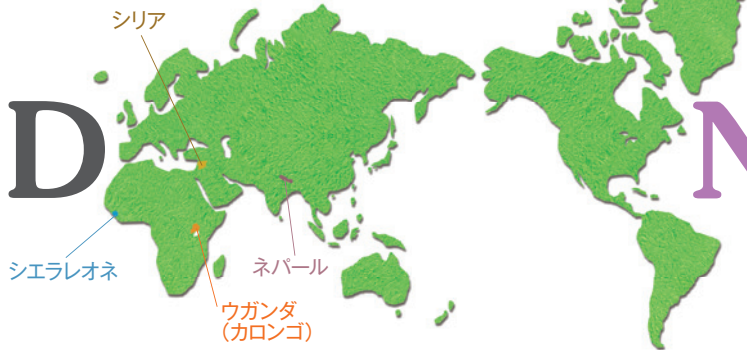 シリア
D
N
シエラレオネ
ネパール
ウガンダ
（カロンゴ）